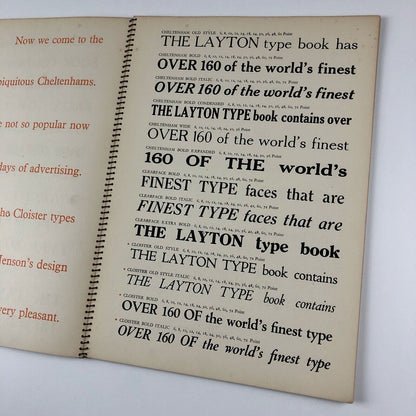 Now we come to the
biquitous Cheltenhams.
re not so popular now
days of advertising.
he Cloister types
Jenson's design
very pleasant.
CHELTENHAM OLD STYLE
THE LAYTON type book has
CHELTENHAM BOLD
OVER 160 of the world's finest
CHELTENHAM BOLD ITALIC
OVER 160 of the world's finest
CHELTENHAM BOLD CONDENSED
THE LAYTON TYPE book contains over
CHELTENHAM WIDE
OVER 160 of the world's finest
CHELTENHAM BOLD EXPANDED
160 OF THE world's
CLEARFACE BOLD
FINEST TYPE faces that are
CLEARFACE BOLD ITALIC
FINEST TYPE faces that are
CLEARFACE EXTRA BOLD
THE LAYTON type book
CLOISTER OLD STYLE
THE LAYTON TYPE book contains
CLOISTER OLD STYLE ITALIC
THE LAYTON TYPE book contains
CLOISTER BOLD
OVER 160 OF the world's finest type
CLOISTER BOLD ITALIC
OVER 160 OF the world's finest type